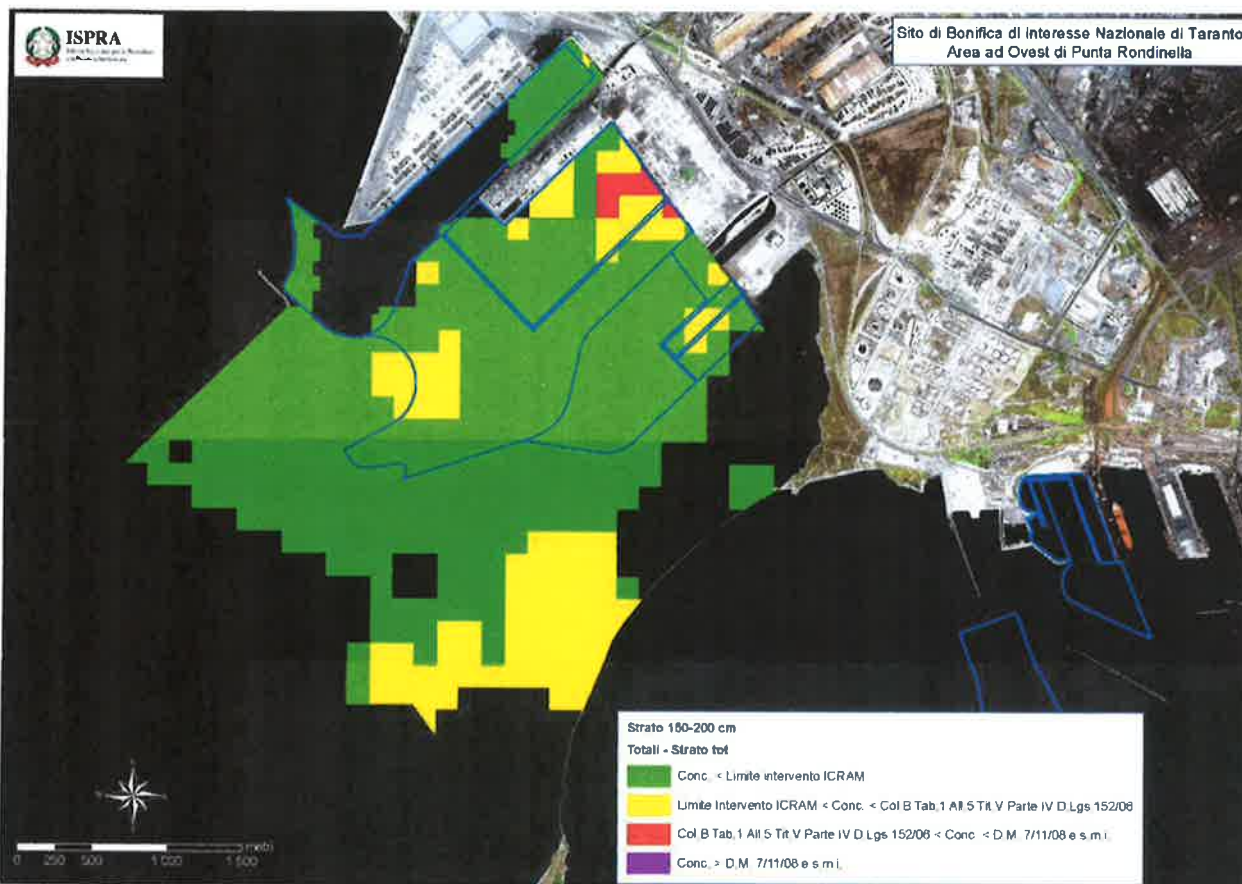 ISPRA
Sito di Bonifica di Interesse Nazionale di Taranto
Area ad Ovest di Punta Rondinella
Strato 150-200 cm
Totali - Strato tot
Conc. < Limite intervento ICRAM
Limite Intervento ICRAM < Conc. < Col B Tab.1 All 5 Tit V Parte IV D.Lgs 152/06
Col B Tab.1 All 5 Tit V Parte IV D.Lgs 152/06 < Conc. < D.M. 7/11/08 e s.m.i.
Conc. > D.M. 7/11/08 e s.m.i.
0 250 500 1 000 1 500 metri